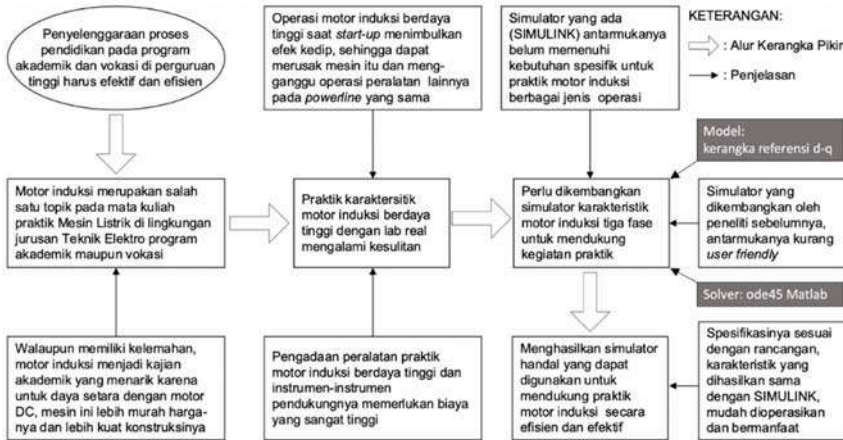 Penyelenggaraan proses
pendidikan pada program
akademik dan vokasi di perguruan
tinggi harus efektif dan efisien
Operasi motor induksi berdaya
tinggi saat start-up menimbulkan
efek kedip, sehingga dapat
merusak mesin itu dan meng-
ganggu operasi peralatan lainnya
pada powerline yang sama
Simulator yang ada
(SIMULINK) antarmukanya
belum memenuhi
kebutuhan spesifik untuk
praktik motor induksi
berbagai jenis operasi
KETERANGAN:
: Alur Kerangka Pikir
: Penjelasan
Model:
kerangka referensi d-q
Motor induksi merupakan salah
satu topik pada mata kuliah
praktik Mesin Listrik di lingkungan
jurusan Teknik Elektro program
akademik maupun vokasi
Praktik karaktersitik
motor induksi berdaya
tinggi dengan lab real
mengalami kesulitan
Perlu dikembangkan
simulator karakteristik
motor induksi tiga fase
untuk mendukung
kegiatan praktik
Simulator yang
dikembangkan oleh
peneliti sebelumnya,
antarmukanya kurang
user friendly
Solver: ode45 Matlab
Walaupun memiliki kelemahan,
motor induksi menjadi kajian
akademik yang menarik karena
untuk daya setara dengan motor
DC, mesin ini lebih murah harga-
nya dan lebih kuat konstruksinya
Pengadaan peralatan praktik
motor induksi berdaya tinggi dan
instrumen-instrumen
pendukungnya memerlukan biaya
yang sangat tinggi
Menghasilkan simulator
handal yang dapat
digunakan untuk
mendukung praktik
motor induksi secara
efisien dan efektif
Spesifikasinya sesuai
dengan rancangan,
karakteristik yang
dihasilkan sama
dengan SIMULINK,
mudah dioperasikan
dan bermanfaat